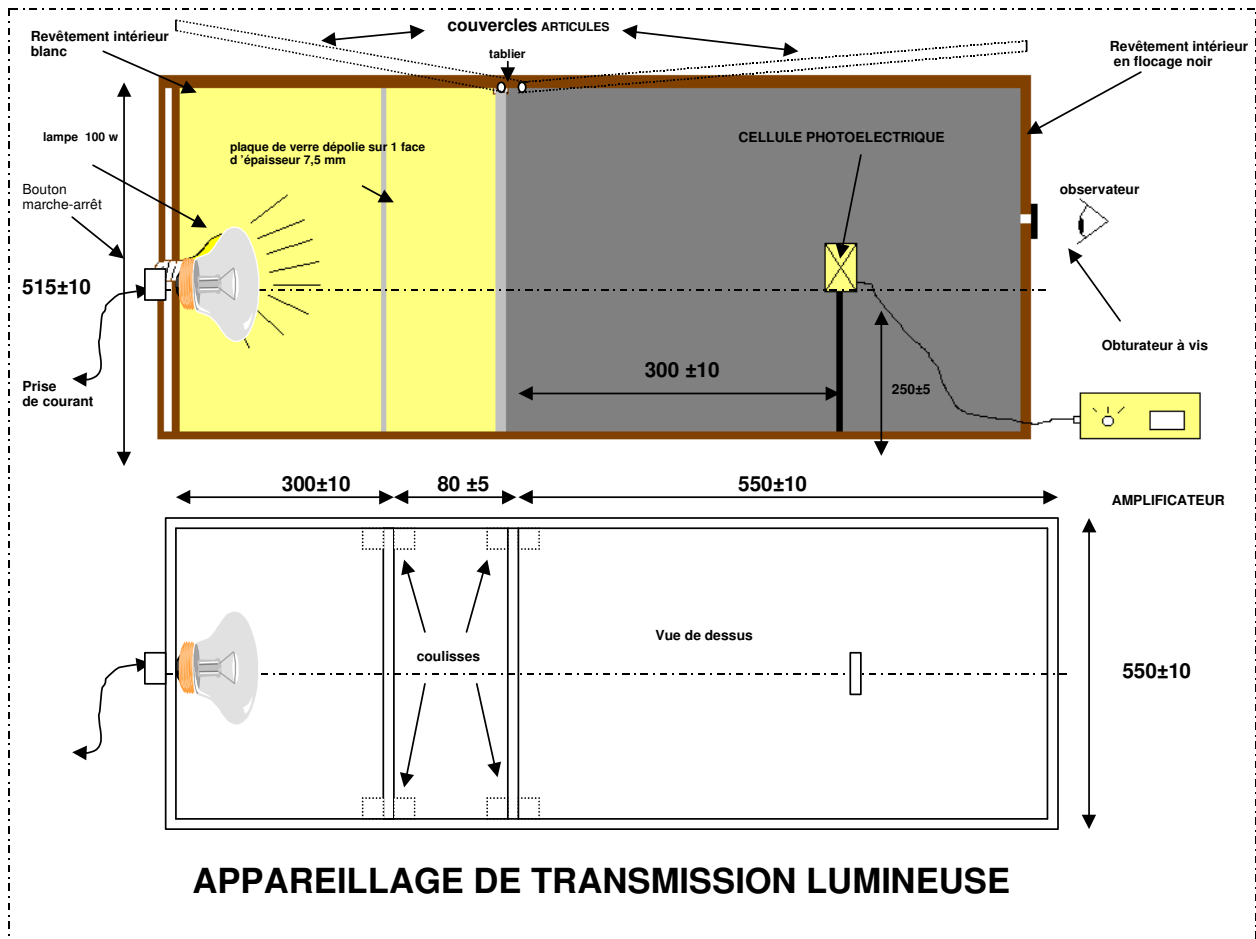 couvercles ARTICULES
Revêtement intérieur
blanc
tablier
Revêtement intérieur
en flocage noir
lampe 100 w
plaque de verre dépolie sur 1 face
d 'épaisseur 7,5 mm
CELLULE PHOTOELECTRIQUE
Bouton
marche-arrêt
observateur
515±10
Prise
de courant
300 ±10
250±5
Obturateur à vis
300±10
80 ±5
550±10
AMPLIFICATEUR
Vue de dessus
coulisses
550±10
APPAREILLAGE DE TRANSMISSION LUMINEUSE